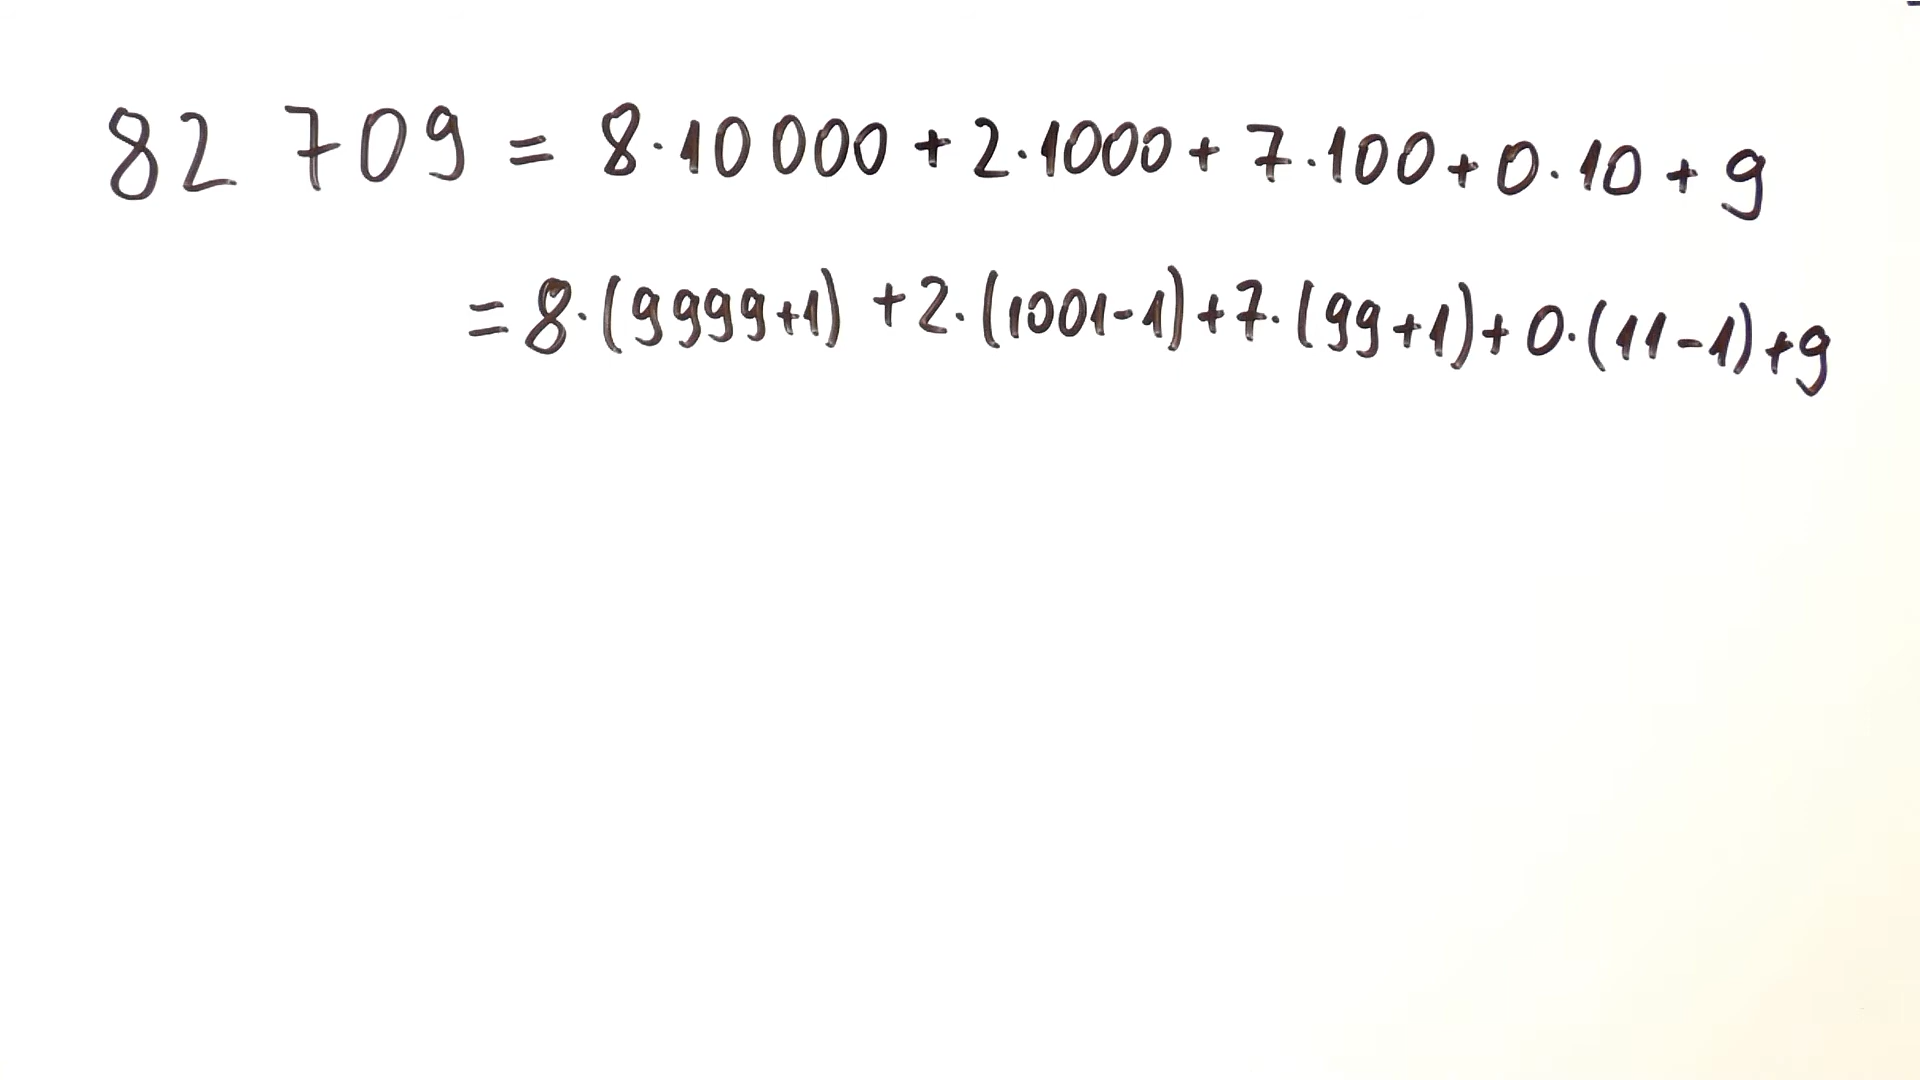 82 709 = 8·10 000 + 2·1000 + 7·100 + 0·10 + 9
= 8·(9999+1) + 2·(1001-1) + 7·(99+1) + 0·(11-1) + 9